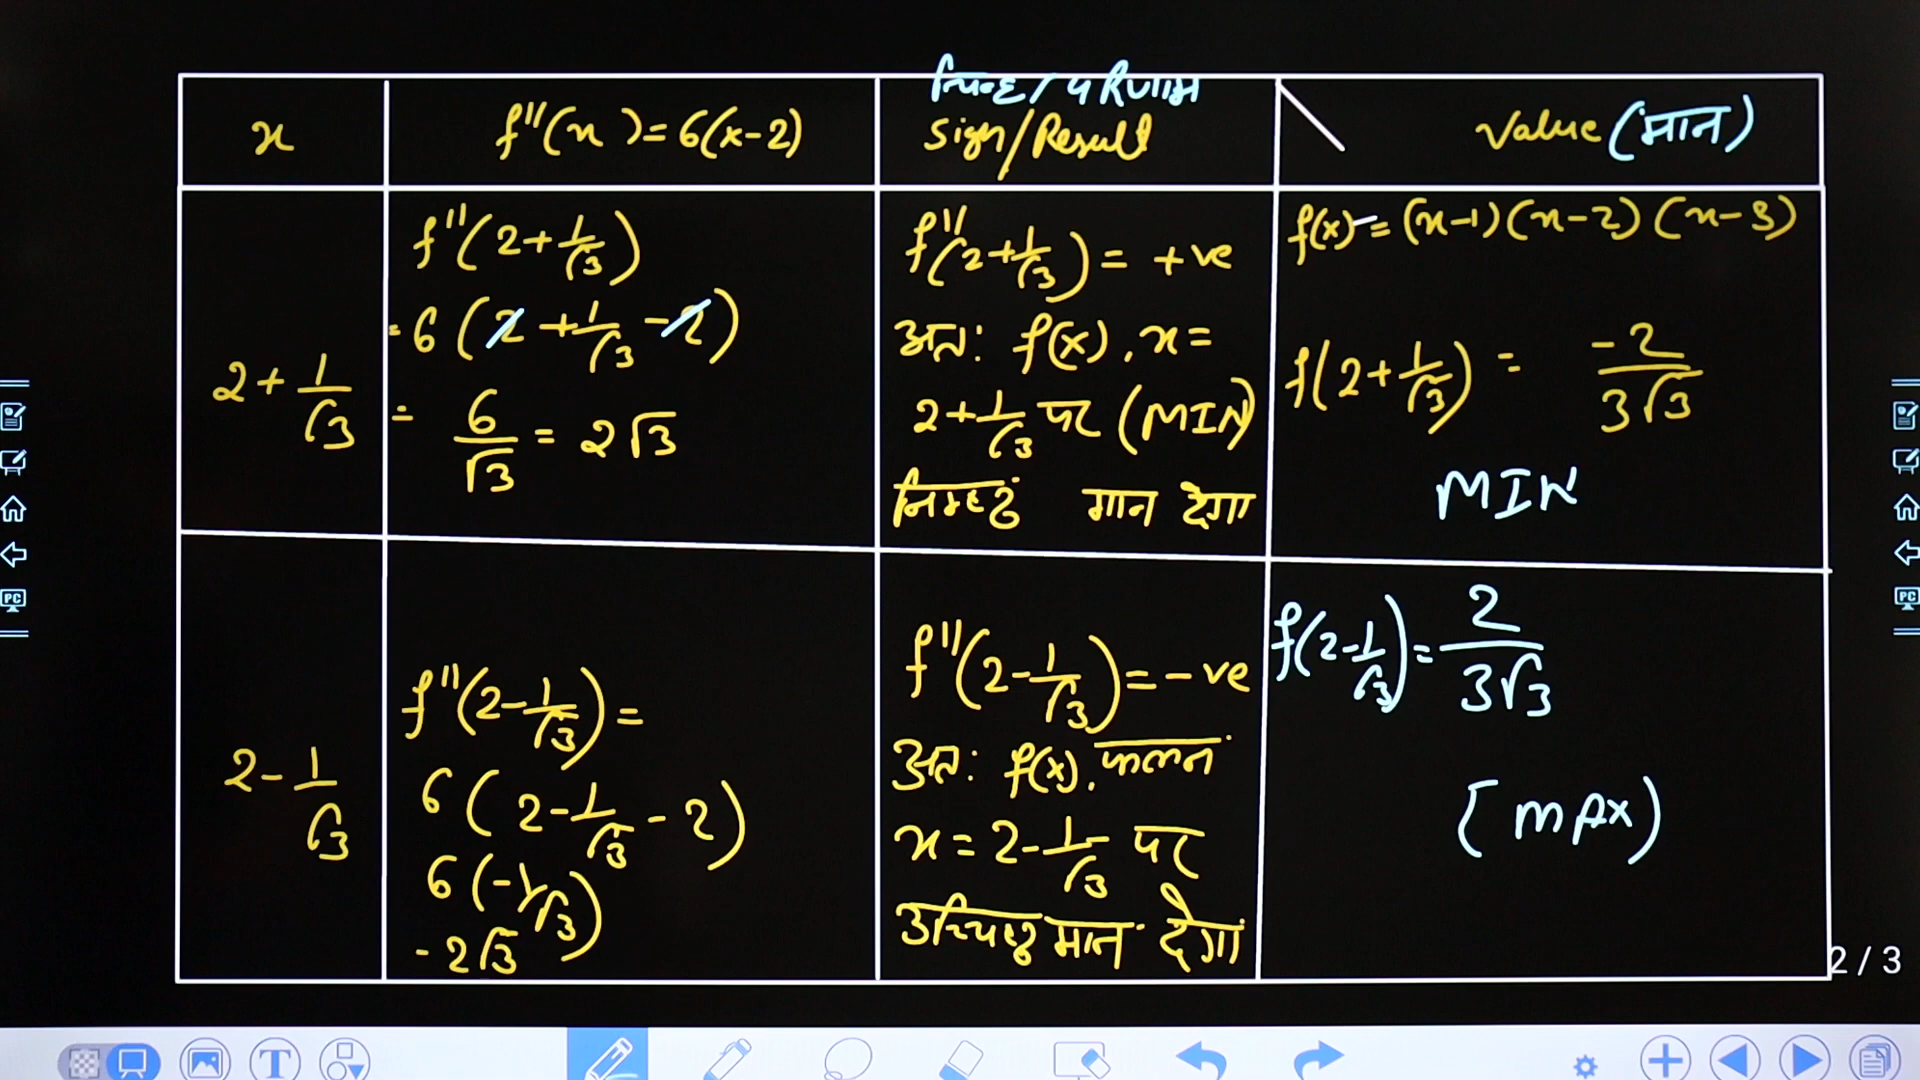 x
f''(x)=6(x-2)
चिन्ह/परिणाम
Sign/Result
Value (मान)
2+1/√3
f''(2+1/√3)
=6(2+1/√3-2)
= 6/√3 = 2√3
f''(2+1/√3)= +ve
अतः f(x), x=
2+1/√3 पर (MIN)
मान देगा
f(x)=(x-1)(x-2)(x-3)
f(2+1/√3) = -2/3√3
MIN
2-1/√3
f''(2-1/√3)=
6(2-1/√3-2)
6(-1/√3)
-2√3
f''(2-1/√3)=-ve
अतः f(x), फलन
x=2-1/√3 पर
उच्चिष्ठ मान देगा
f(2-1/√3)=2/3√3
(MAX)
2/3
PC
PC
T